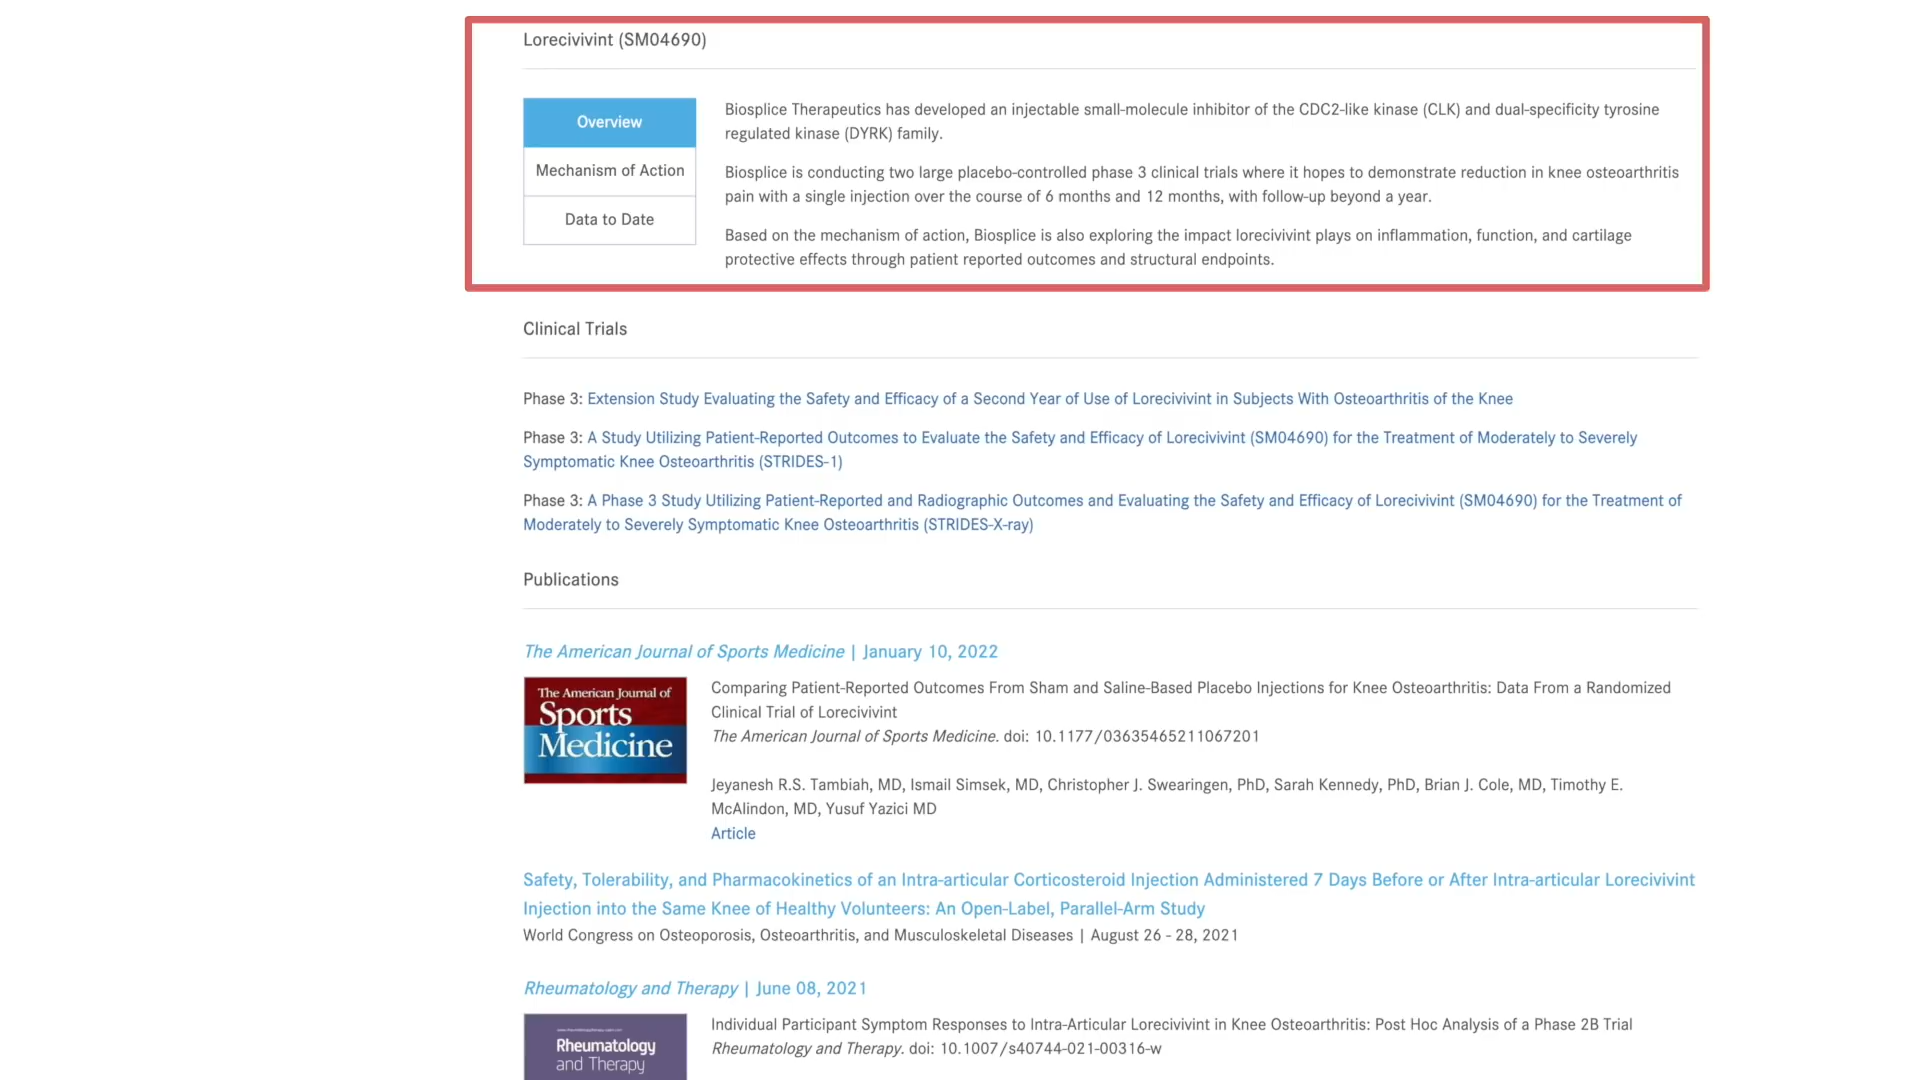 Lorecivivint (SM04690)
Overview
Mechanism of Action
Data to Date
Biosplice Therapeutics has developed an injectable small-molecule inhibitor of the CDC2-like kinase (CLK) and dual-specificity tyrosine
regulated kinase (DYRK) family.
Biosplice is conducting two large placebo-controlled phase 3 clinical trials where it hopes to demonstrate reduction in knee osteoarthritis
pain with a single injection over the course of 6 months and 12 months, with follow-up beyond a year.
Based on the mechanism of action, Biosplice is also exploring the impact lorecivivint plays on inflammation, function, and cartilage
protective effects through patient reported outcomes and structural endpoints.
Clinical Trials
Phase 3: Extension Study Evaluating the Safety and Efficacy of a Second Year of Use of Lorecivivint in Subjects With Osteoarthritis of the Knee
Phase 3: A Study Utilizing Patient-Reported Outcomes to Evaluate the Safety and Efficacy of Lorecivivint (SM04690) for the Treatment of Moderately to Severely
Symptomatic Knee Osteoarthritis (STRIDES-1)
Phase 3: A Phase 3 Study Utilizing Patient-Reported and Radiographic Outcomes and Evaluating the Safety and Efficacy of Lorecivivint (SM04690) for the Treatment of
Moderately to Severely Symptomatic Knee Osteoarthritis (STRIDES-X-ray)
Publications
The American Journal of Sports Medicine | January 10, 2022
The American Journal of
Sports
Medicine
Comparing Patient-Reported Outcomes From Sham and Saline-Based Placebo Injections for Knee Osteoarthritis: Data From a Randomized
Clinical Trial of Lorecivivint
The American Journal of Sports Medicine. doi: 10.1177/03635465211067201
Jeyanesh R.S. Tambiah, MD, Ismail Simsek, MD, Christopher J. Swearingen, PhD, Sarah Kennedy, PhD, Brian J. Cole, MD, Timothy E.
McAlindon, MD, Yusuf Yazici MD
Article
Safety, Tolerability, and Pharmacokinetics of an Intra-articular Corticosteroid Injection Administered 7 Days Before or After Intra-articular Lorecivivint
Injection into the Same Knee of Healthy Volunteers: An Open-Label, Parallel-Arm Study
World Congress on Osteoporosis, Osteoarthritis, and Musculoskeletal Diseases | August 26 - 28, 2021
Rheumatology and Therapy | June 08, 2021
Rheumatology
and Therapy
Individual Participant Symptom Responses to Intra-Articular Lorecivivint in Knee Osteoarthritis: Post Hoc Analysis of a Phase 2B Trial
Rheumatology and Therapy. doi: 10.1007/s40744-021-00316-w